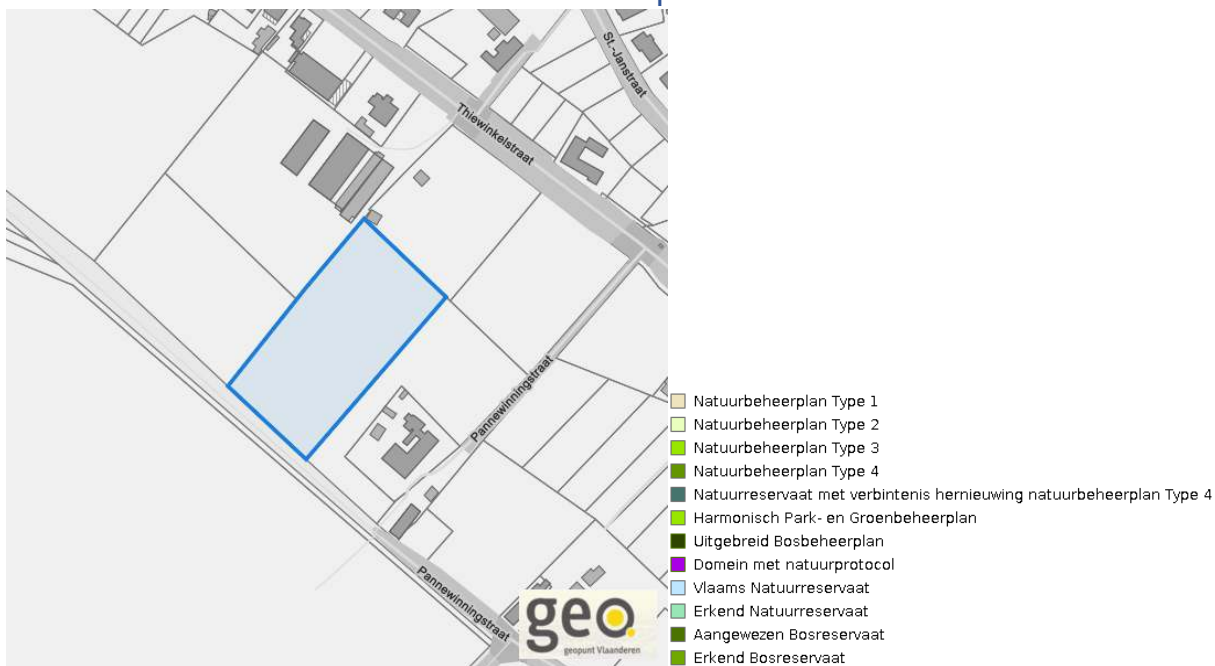 St.-Janstraat
Thiewinkelstraat
Pannewinningstraat
Pannewinningstraat
geo.
geopunt Vlaanderen
Natuurbeheerplan Type 1
Natuurbeheerplan Type 2
Natuurbeheerplan Type 3
Natuurbeheerplan Type 4
Natuurreservaat met verbintenis hernieuwing natuurbeheerplan Type 4
Harmonisch Park- en Groenbeheerplan
Uitgebreid Bosbeheerplan
Domein met natuurprotocol
Vlaams Natuurreservaat
Erkend Natuurreservaat
Aangewezen Bosreservaat
Erkend Bosreservaat